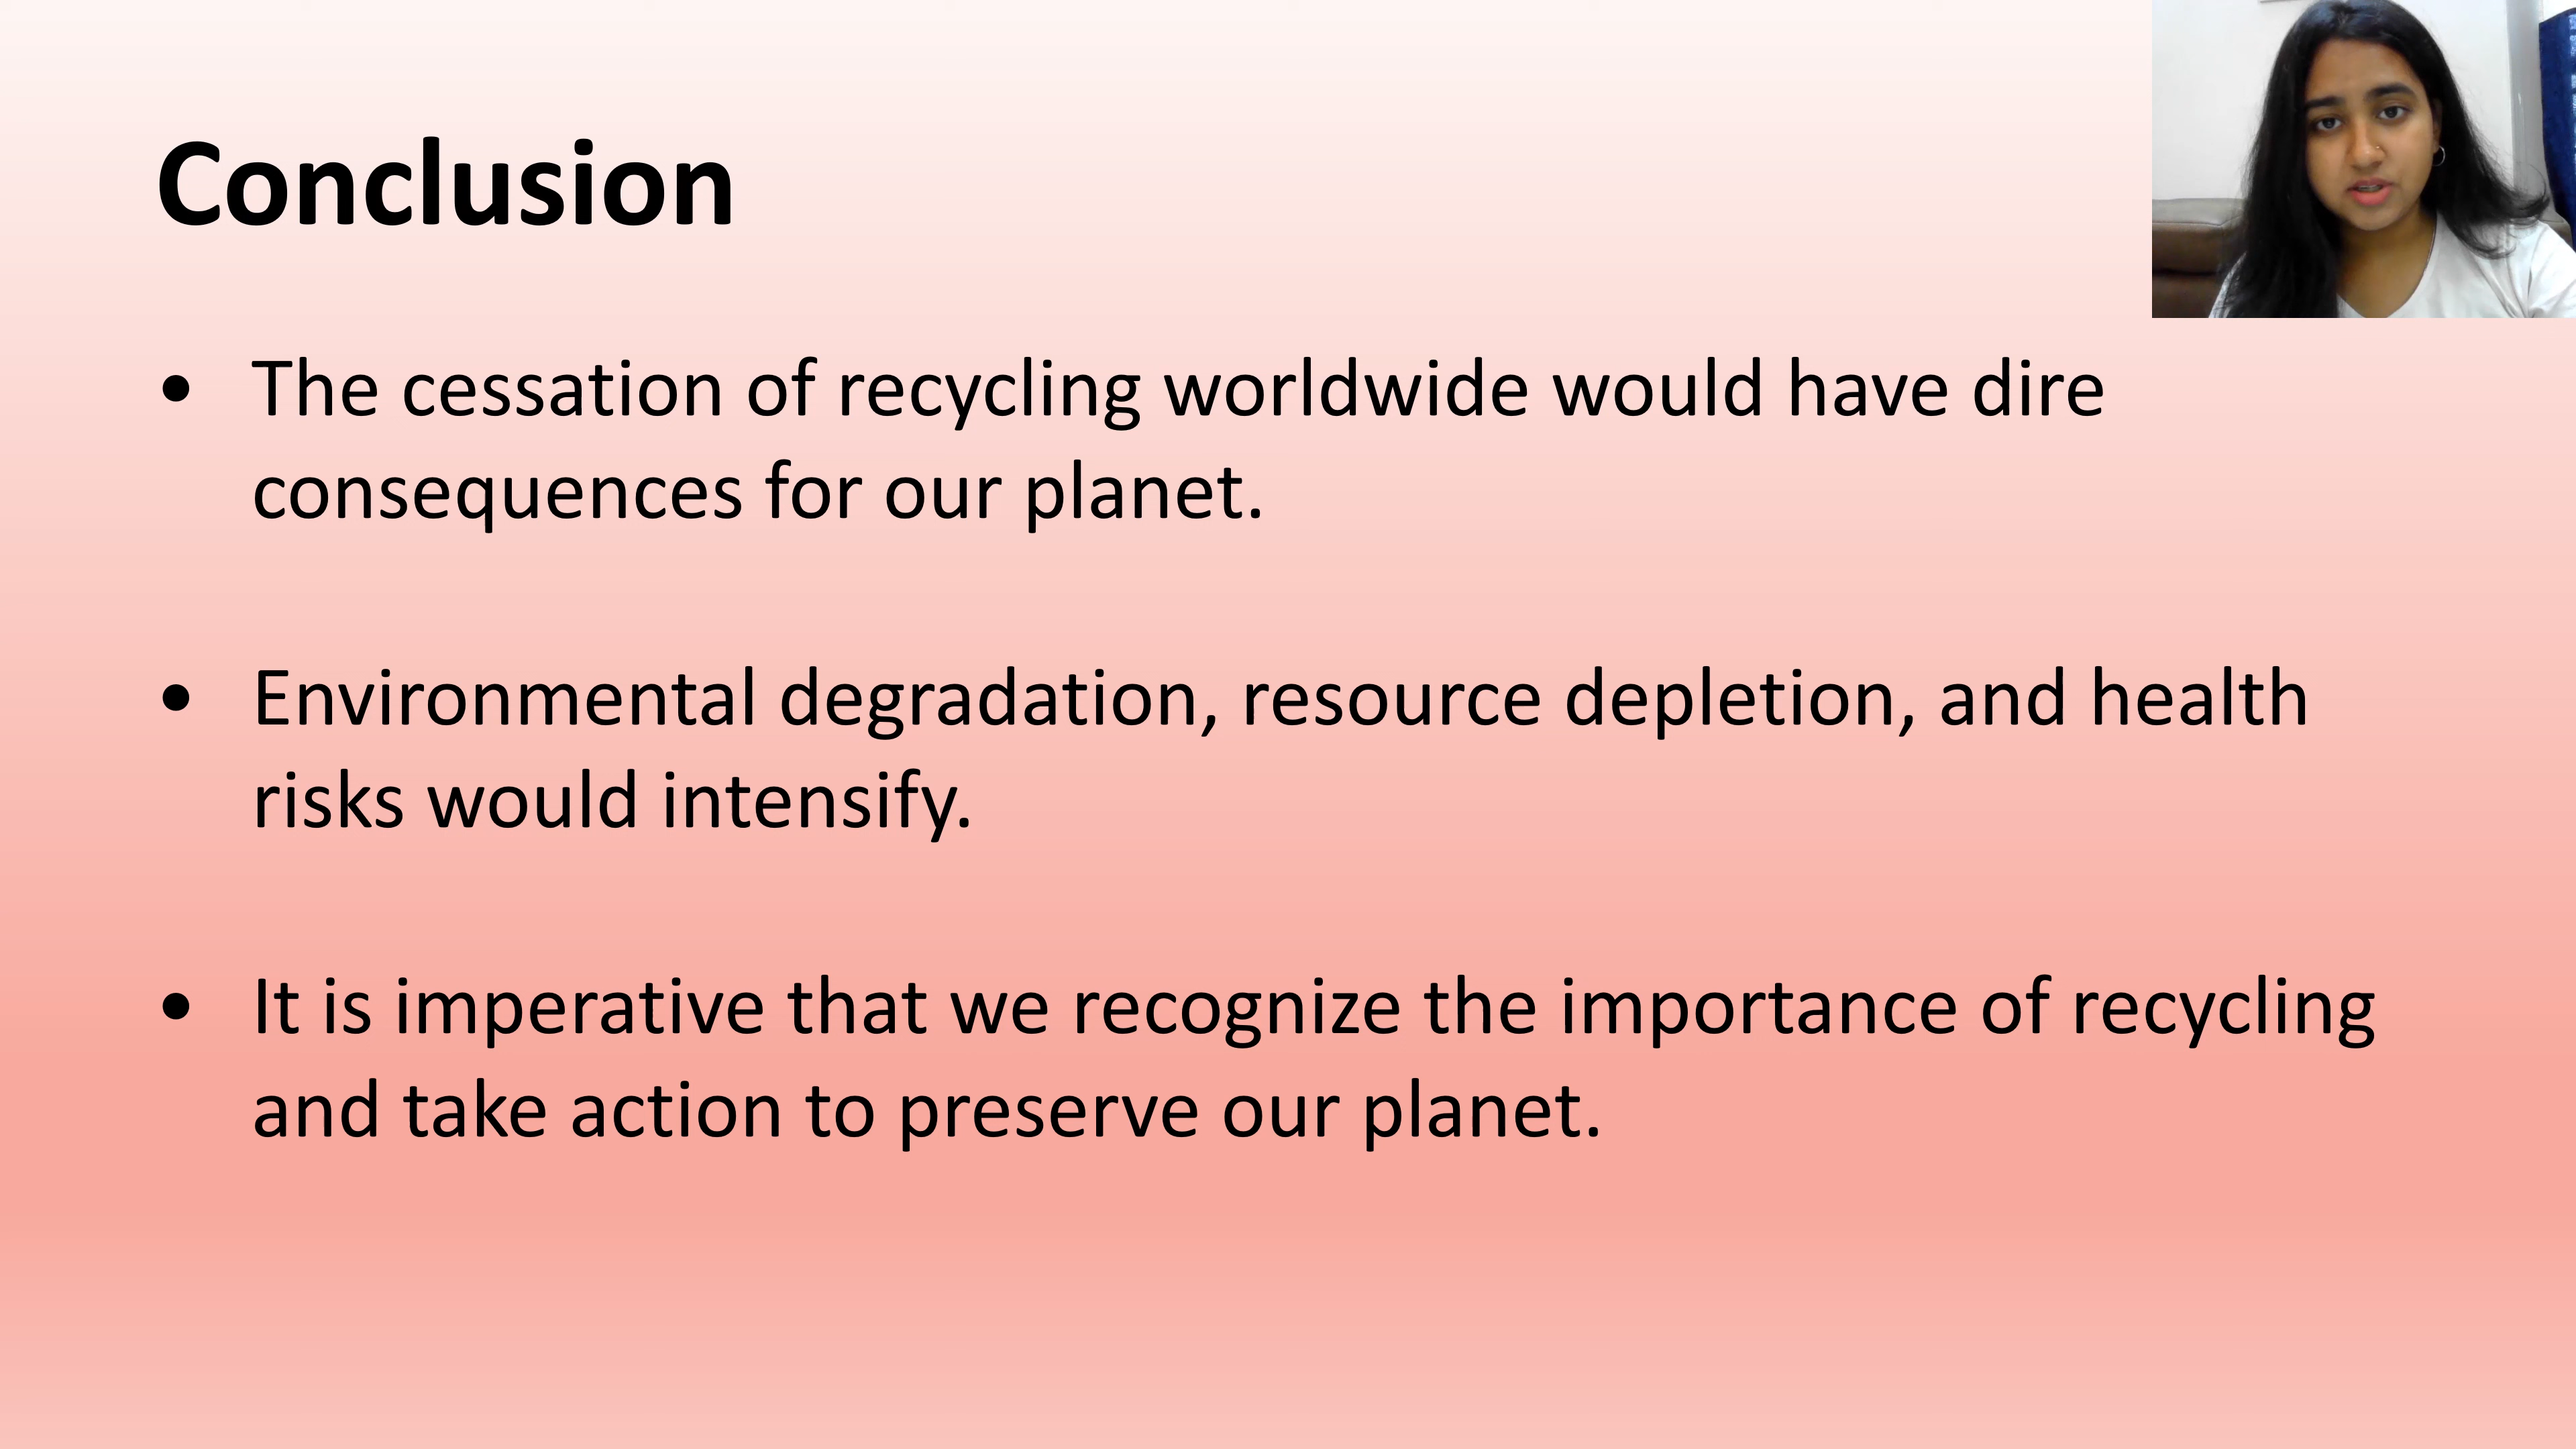 Conclusion
• The cessation of recycling worldwide would have dire
consequences for our planet.
• Environmental degradation, resource depletion, and health
risks would intensify.
• It is imperative that we recognize the importance of recycling
and take action to preserve our planet.